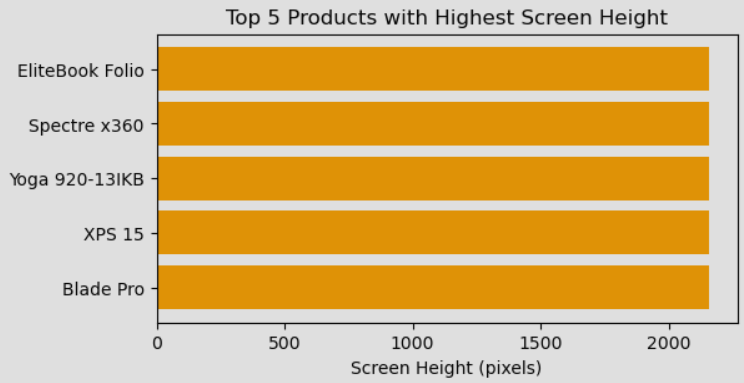 Top 5 Products with Highest Screen Height
EliteBook Folio
Spectre x360
Yoga 920-13IKB
XPS 15
Blade Pro
0 500 1000 1500 2000
Screen Height (pixels)